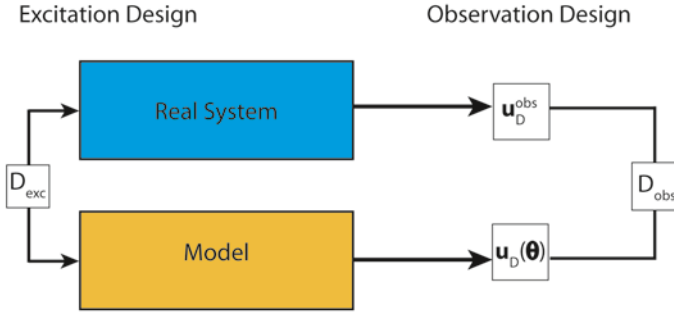 Excitation Design
Observation Design
Real System
u_D^obs
D_exc
D_obs
Model
u_D(θ)